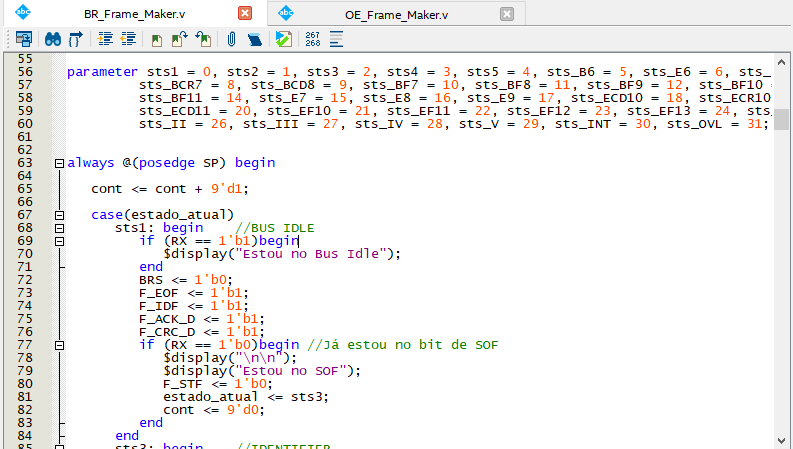 BR_Frame_Maker.v
OE_Frame_Maker.v
267
268
55
56 parameter sts1 = 0, sts2 = 1, sts3 = 2, sts4 = 3, sts5 = 4, sts_B6 = 5, sts_E6 = 6, sts_
57 sts_BCR7 = 8, sts_BCD8 = 9, sts_BF7 = 10, sts_BF8 = 11, sts_BF9 = 12, sts_BF10 =
58 sts_BF11 = 14, sts_E7 = 15, sts_E8 = 16, sts_E9 = 17, sts_ECD10 = 18, sts_ECR10
59 sts_ECD11 = 20, sts_EF10 = 21, sts_EF11 = 22, sts_EF12 = 23, sts_EF13 = 24, sts
60 sts_II = 26, sts_III = 27, sts_IV = 28, sts_V = 29, sts_INT = 30, sts_OVL = 31;
61
62
63 always @(posedge SP) begin
64
65 cont <= cont + 9'd1;
66
67 case(estado_atual)
68 sts1: begin //BUS IDLE
69 if (RX == 1'b1)begin
70 $display("Estou no Bus Idle");
71 end
72 BRS <= 1'b0;
73 F_EOF <= 1'b1;
74 F_IDF <= 1'b1;
75 F_ACK_D <= 1'b1;
76 F_CRC_D <= 1'b1;
77 if (RX == 1'b0)begin //Já estou no bit de SOF
78 $display("\n\n");
79 $display("Estou no SOF");
80 F_STF <= 1'b0;
81 estado_atual <= sts3;
82 cont <= 9'd0;
83 end
84 end
85 sts3: begin //IDENTIFIER